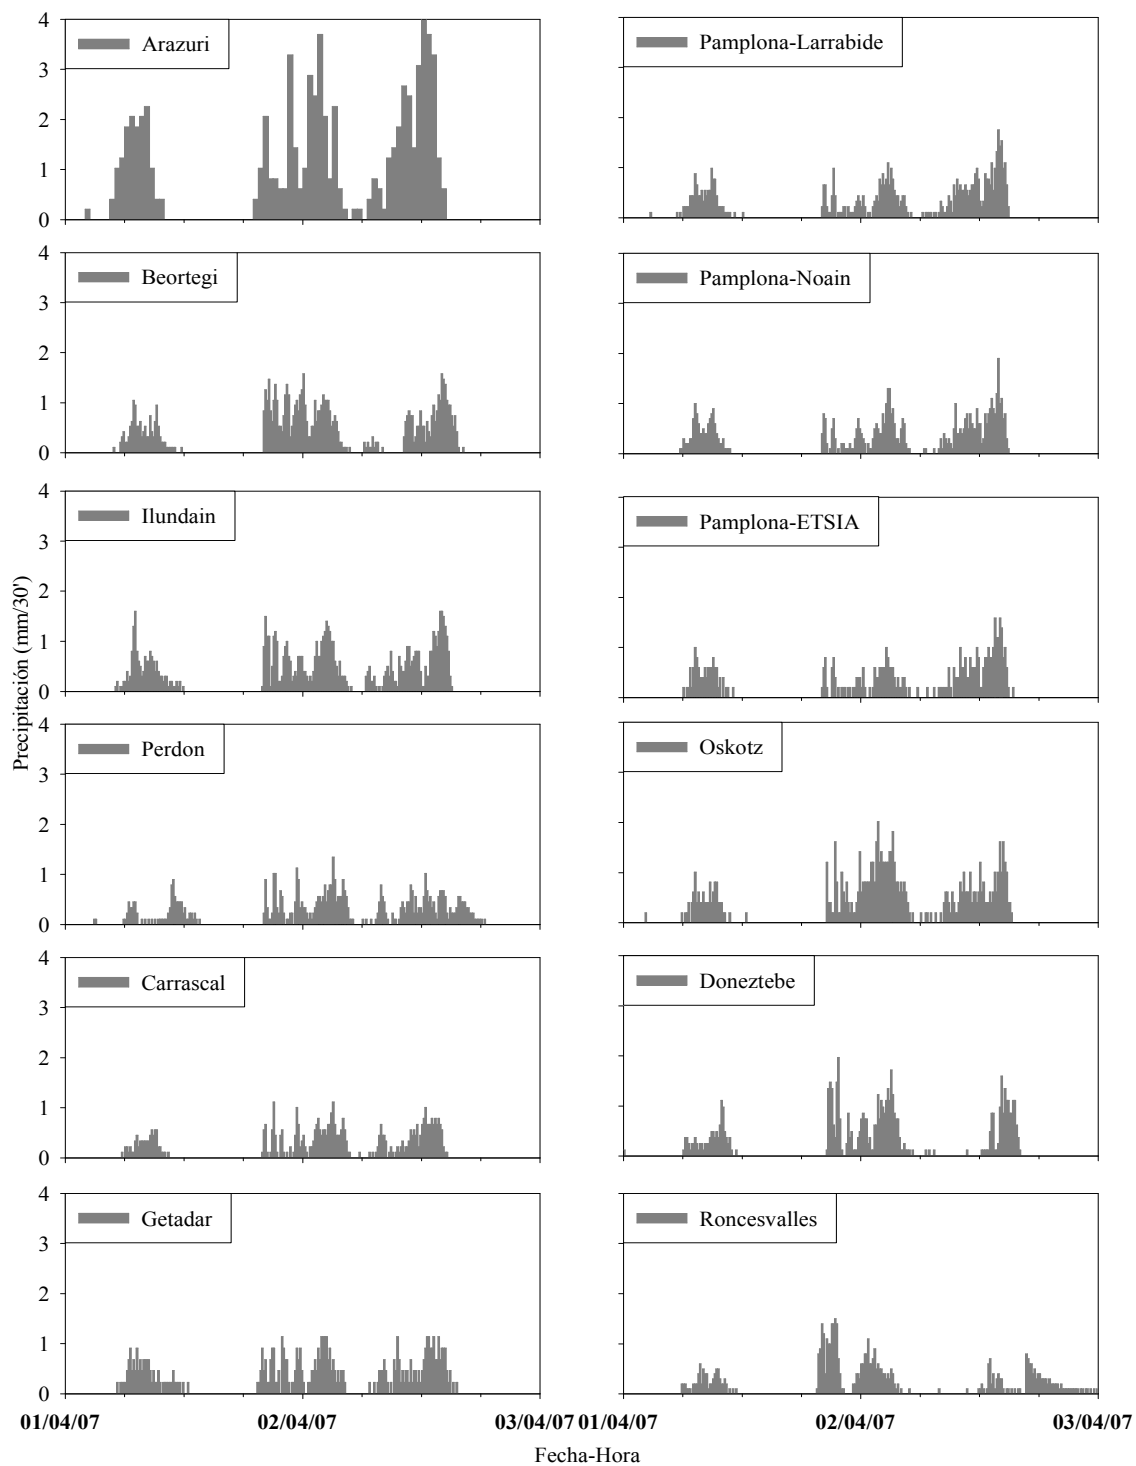 4
Arazuri
3
2
1
0
Pamplona-Larrabide
4
Beortegi
3
2
1
0
Pamplona-Noain
4
Ilundain
3
2
1
0
Pamplona-ETSIA
Precipitación (mm/30')
4
Perdon
3
2
1
0
Oskotz
4
Carrascal
3
2
1
0
Doneztebe
4
Getadar
3
2
1
0
Roncesvalles
01/04/07 02/04/07 03/04/07 01/04/07 02/04/07 03/04/07
Fecha-Hora